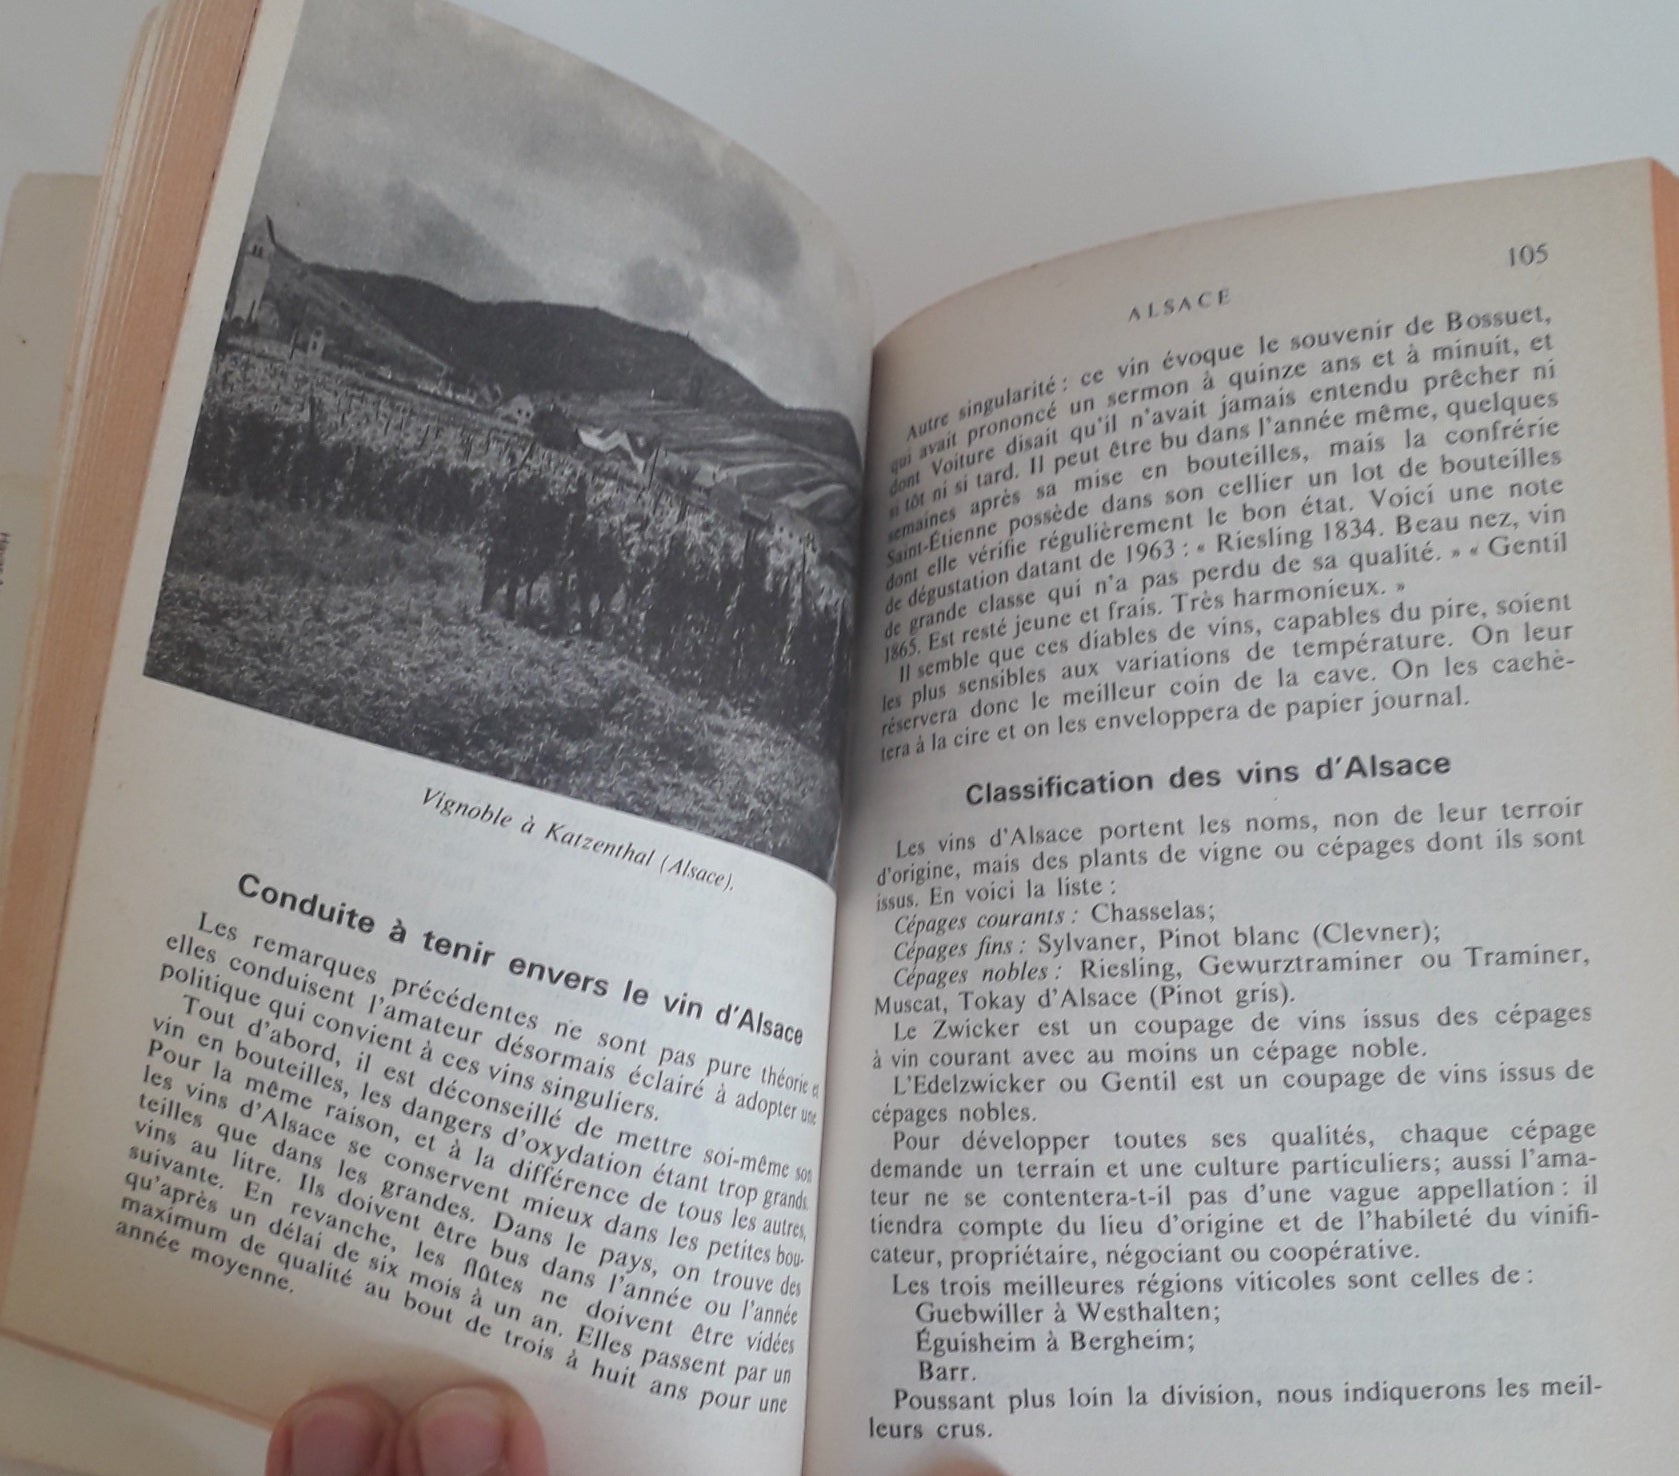 Vignoble à Katzenthal (Alsace).
Conduite à tenir envers le vin d'Alsace
Les remarques précédentes ne sont pas pure théorie et
elles conduisent l'amateur désormais éclairé à adopter une
politique qui convient à ces vins singuliers.
Tout d'abord, il est déconseillé de mettre soi-même son
vin en bouteilles, les dangers d'oxydation étant trop grands.
Pour la même raison, et à la différence de tous les autres,
les vins d'Alsace se conservent mieux dans les petites bou-
teilles que dans les grandes. Dans le pays, on trouve des
vins au litre. Ils doivent être bus dans l'année ou l'année
suivante. En revanche, les flûtes ne doivent être vidées
qu'après un délai de six mois à un an. Elles passent par un
maximum de qualité au bout de trois à huit ans pour une
année moyenne.
ALSACE 105
Autre singularité : ce vin évoque le souvenir de Bossuet,
qui avait prononcé un sermon à quinze ans et à minuit, et
dont Voiture disait qu'il n'avait jamais entendu prêcher ni
si tôt ni si tard. Il peut être bu dans l'année même, quelques
semaines après sa mise en bouteilles, mais la confrérie
Saint-Étienne possède dans son cellier un lot de bouteilles
dont elle vérifie régulièrement le bon état. Voici une note
de dégustation datant de 1963 : « Riesling 1834. Beau nez, vin
de grande classe qui n'a pas perdu de sa qualité. » « Gentil
1865. Est resté jeune et frais. Très harmonieux. »
Il semble que ces diables de vins, capables du pire, soient
les plus sensibles aux variations de température. On leur
réservera donc le meilleur coin de la cave. On les cachè-
tera à la cire et on les enveloppera de papier journal.
Classification des vins d'Alsace
Les vins d'Alsace portent les noms, non de leur terroir
d'origine, mais des plants de vigne ou cépages dont ils sont
issus. En voici la liste :
Cépages courants : Chasselas;
Cépages fins : Sylvaner, Pinot blanc (Clevner);
Cépages nobles : Riesling, Gewurztraminer ou Traminer,
Muscat, Tokay d'Alsace (Pinot gris).
Le Zwicker est un coupage de vins issus des cépages
à vin courant avec au moins un cépage noble.
L'Edelzwicker ou Gentil est un coupage de vins issus de
cépages nobles.
Pour développer toutes ses qualités, chaque cépage
demande un terrain et une culture particuliers; aussi l'ama-
teur ne se contentera-t-il pas d'une vague appellation : il
tiendra compte du lieu d'origine et de l'habileté du vinifi-
cateur, propriétaire, négociant ou coopérative.
Les trois meilleures régions viticoles sont celles de :
Guebwiller à Westhalten;
Éguisheim à Bergheim;
Barr.
Poussant plus loin la division, nous indiquerons les meil-
leurs crus.